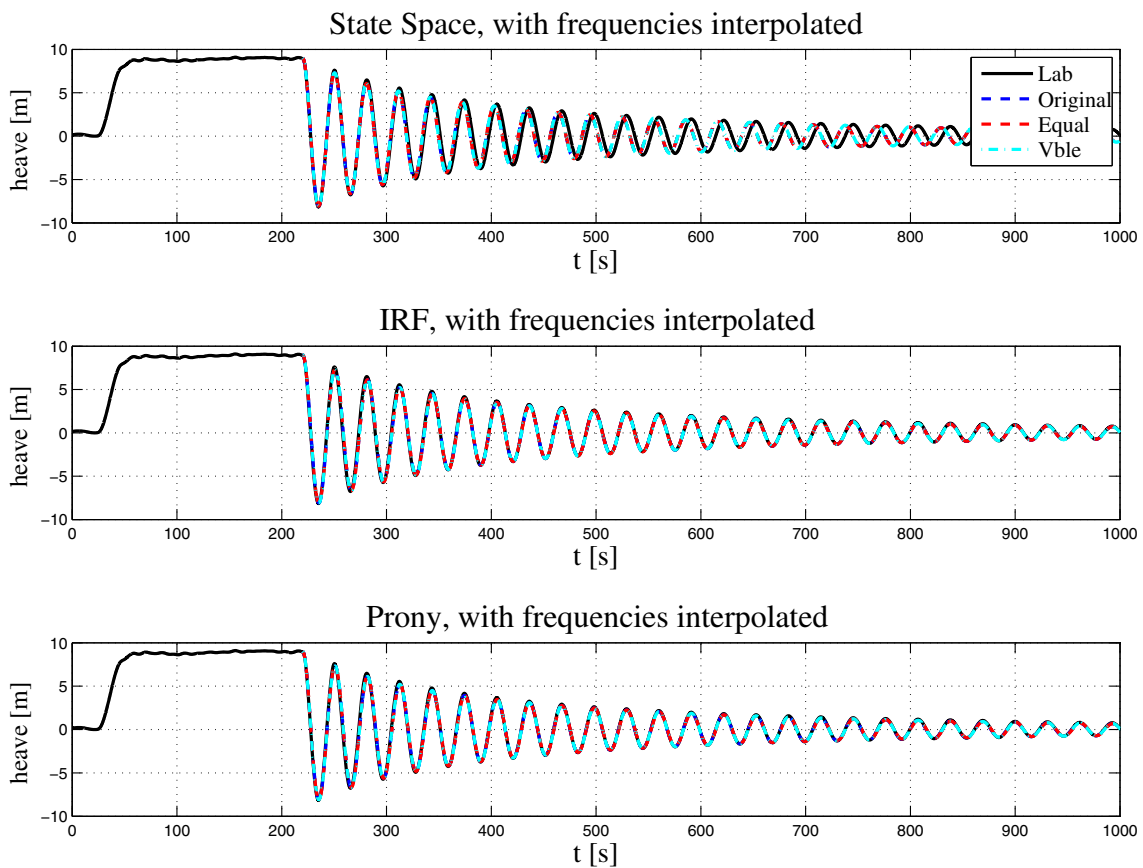 State Space, with frequencies interpolated
10
5
0
−5
−10
heave [m]
Lab
Original
Equal
Vble
0 100 200 300 400 500 600 700 800 900 1000
t [s]
IRF, with frequencies interpolated
10
5
0
−5
−10
heave [m]
0 100 200 300 400 500 600 700 800 900 1000
t [s]
Prony, with frequencies interpolated
10
5
0
−5
−10
heave [m]
0 100 200 300 400 500 600 700 800 900 1000
t [s]